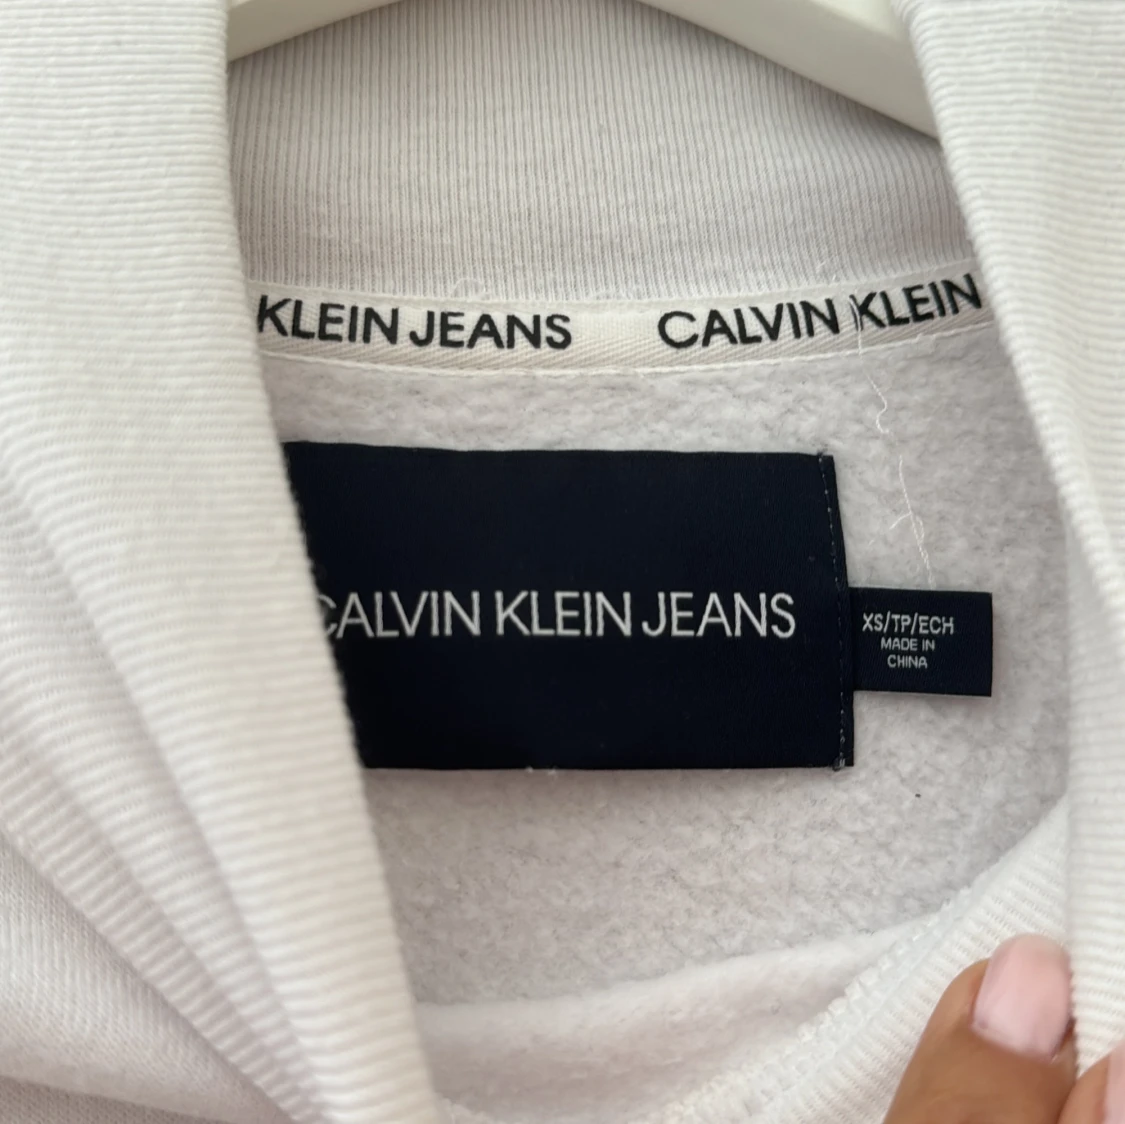 KLEIN JEANS CALVIN KLEIN
CALVIN KLEIN JEANS
XS/TP/ECH
MADE IN
CHINA